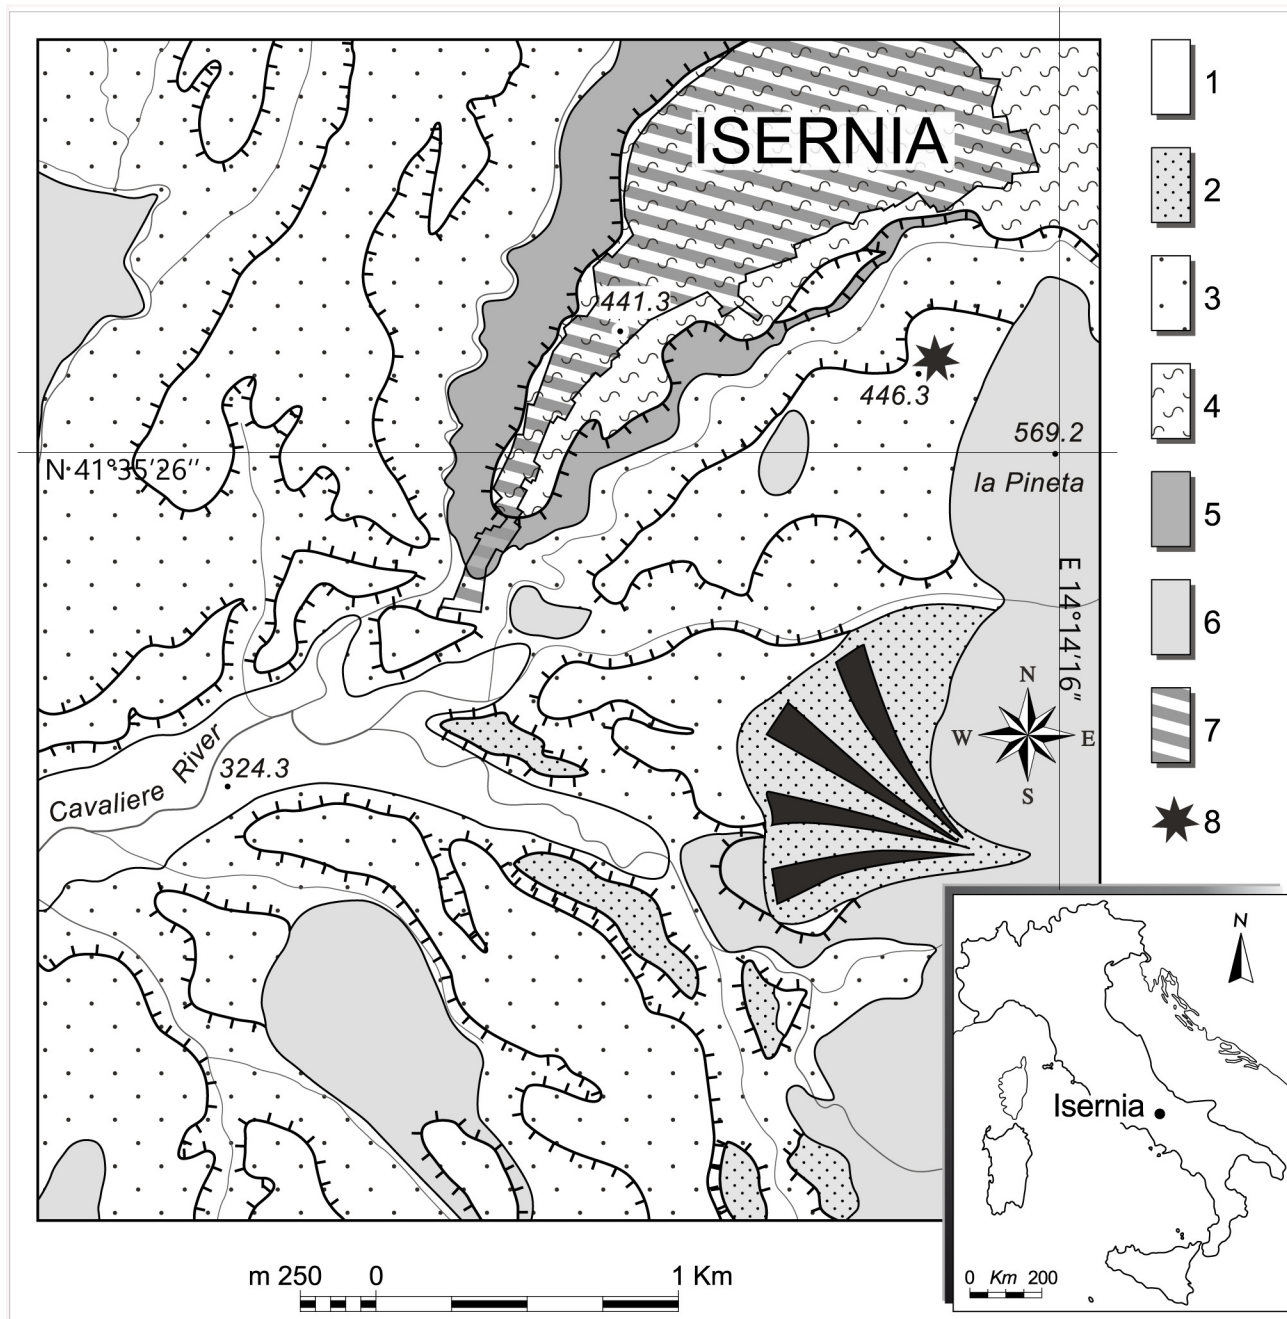 ISERNIA
441.3
446.3
569.2
la Pineta
N 41°35'26''
E 14°14'16"
Cavaliere River
324.3
N
W E
S
1
2
3
4
5
6
7
8
m 250 0 1 Km
N
Isernia
0 Km 200